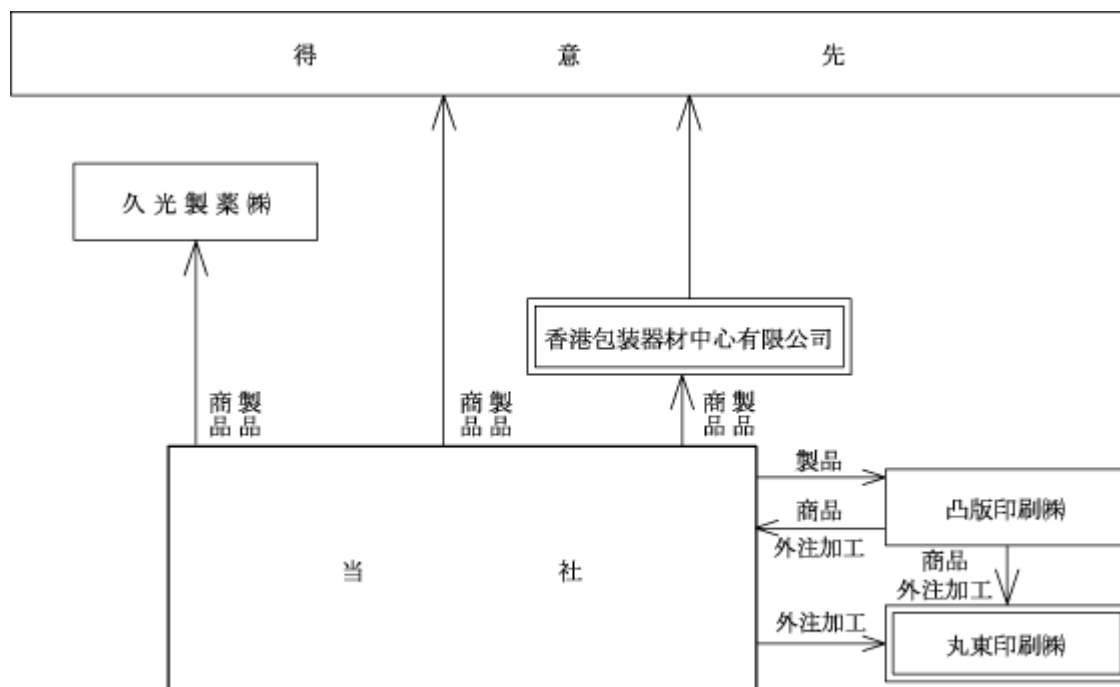 得意先
久光製薬㈱
香港包装器材中心有限公司
製品
商品
製品
商品
製品
商品
製品
凸版印刷㈱
商品
外注加工
商品
外注加工
当社
外注加工
丸東印刷㈱